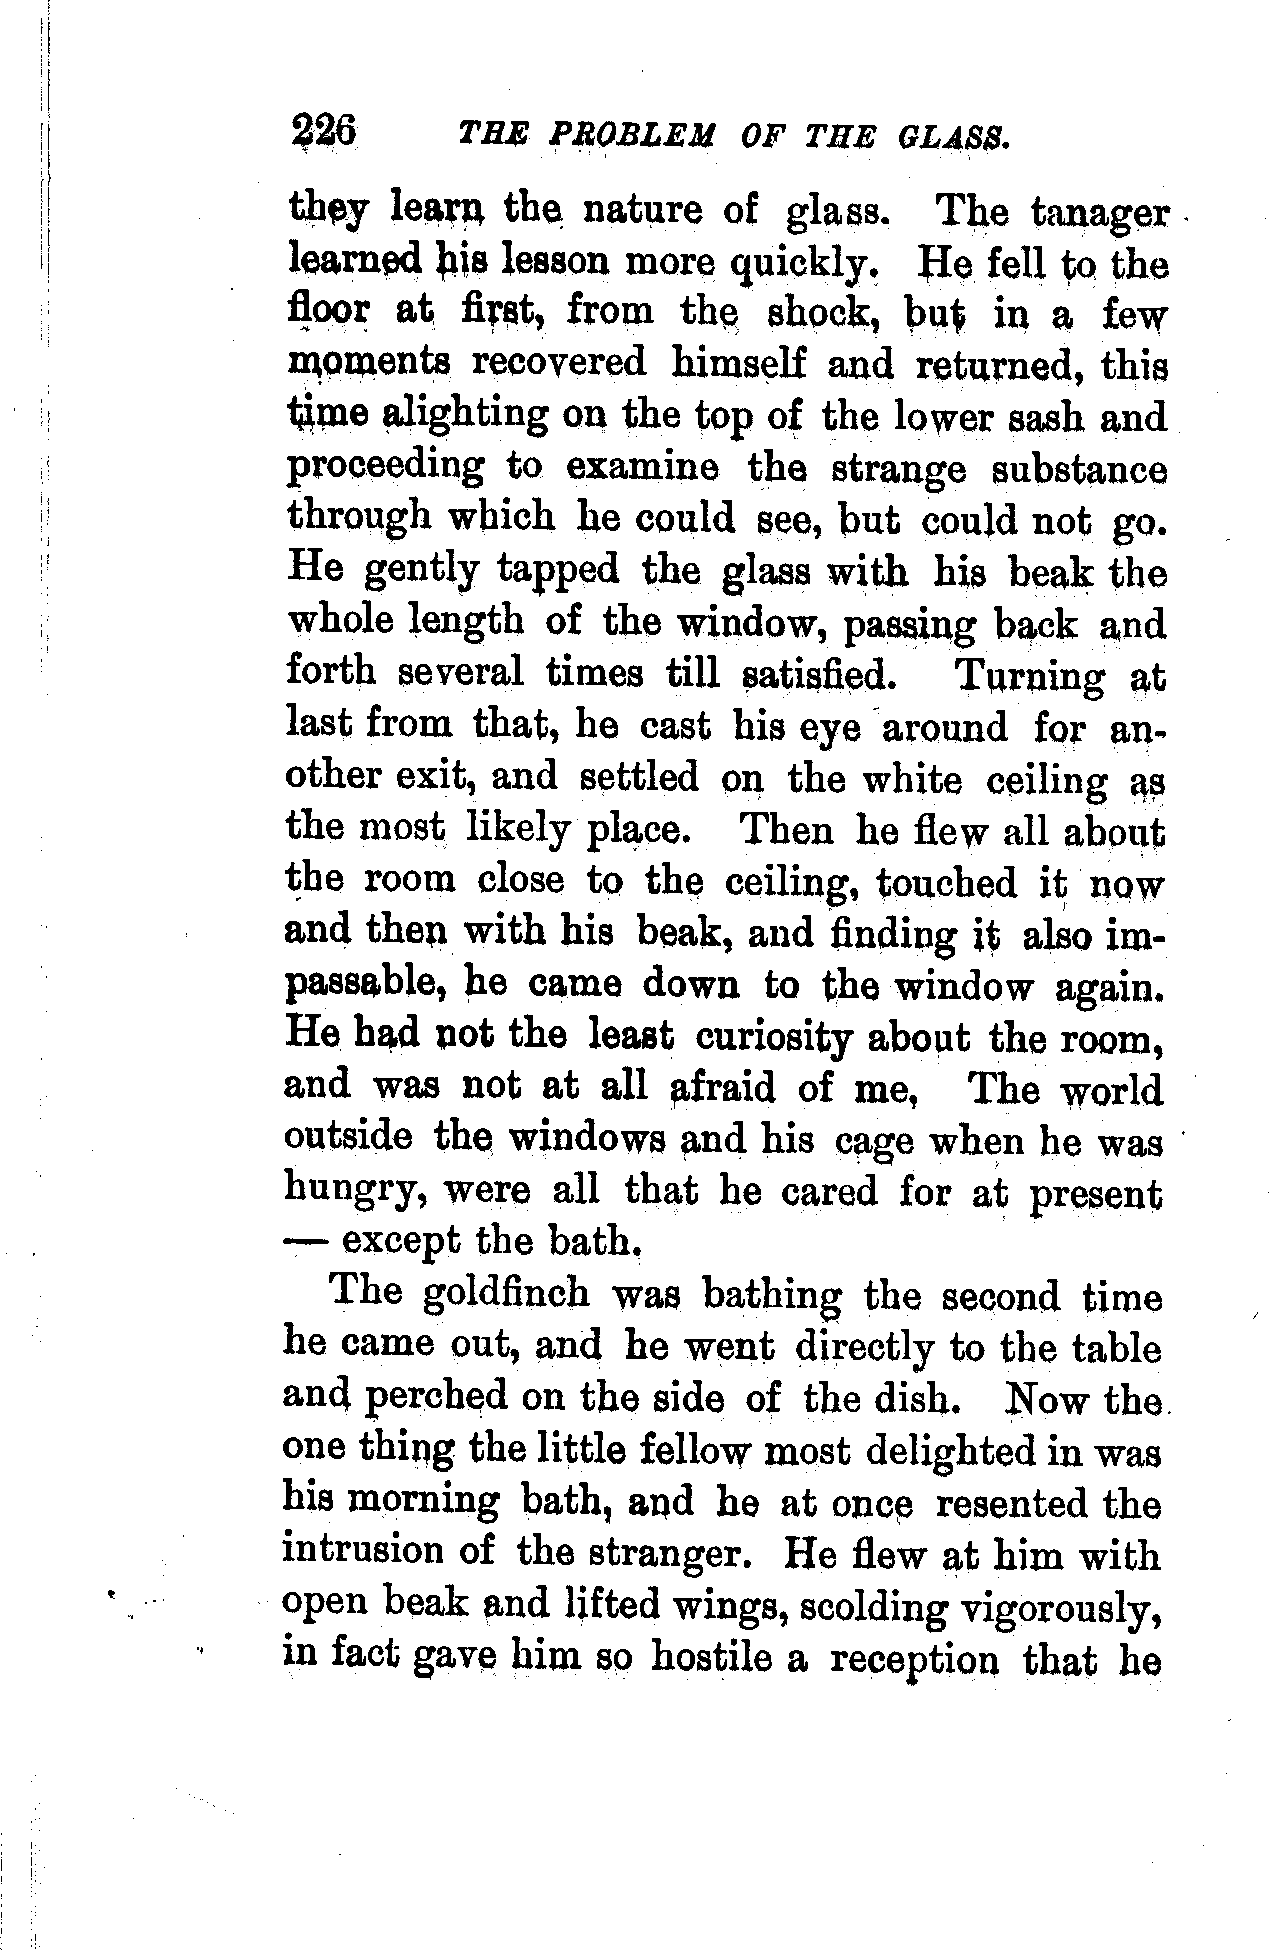 226 THE PROBLEM OF THE GLASS.
they learn the nature of glass. The tanager
learned his lesson more quickly. He fell to the
floor at first, from the shock, but in a few
moments recovered himself and returned, this
time alighting on the top of the lower sash and
proceeding to examine the strange substance
through which he could see, but could not go.
He gently tapped the glass with his beak the
whole length of the window, passing back and
forth several times till satisfied. Turning at
last from that, he cast his eye around for an-
other exit, and settled on the white ceiling as
the most likely place. Then he flew all about
the room close to the ceiling, touched it now
and then with his beak, and finding it also im-
passable, he came down to the window again.
He had not the least curiosity about the room,
and was not at all afraid of me, The world
outside the windows and his cage when he was
hungry, were all that he cared for at present
— except the bath.
The goldfinch was bathing the second time
he came out, and he went directly to the table
and perched on the side of the dish. Now the
one thing the little fellow most delighted in was
his morning bath, and he at once resented the
intrusion of the stranger. He flew at him with
open beak and lifted wings, scolding vigorously,
in fact gave him so hostile a reception that he